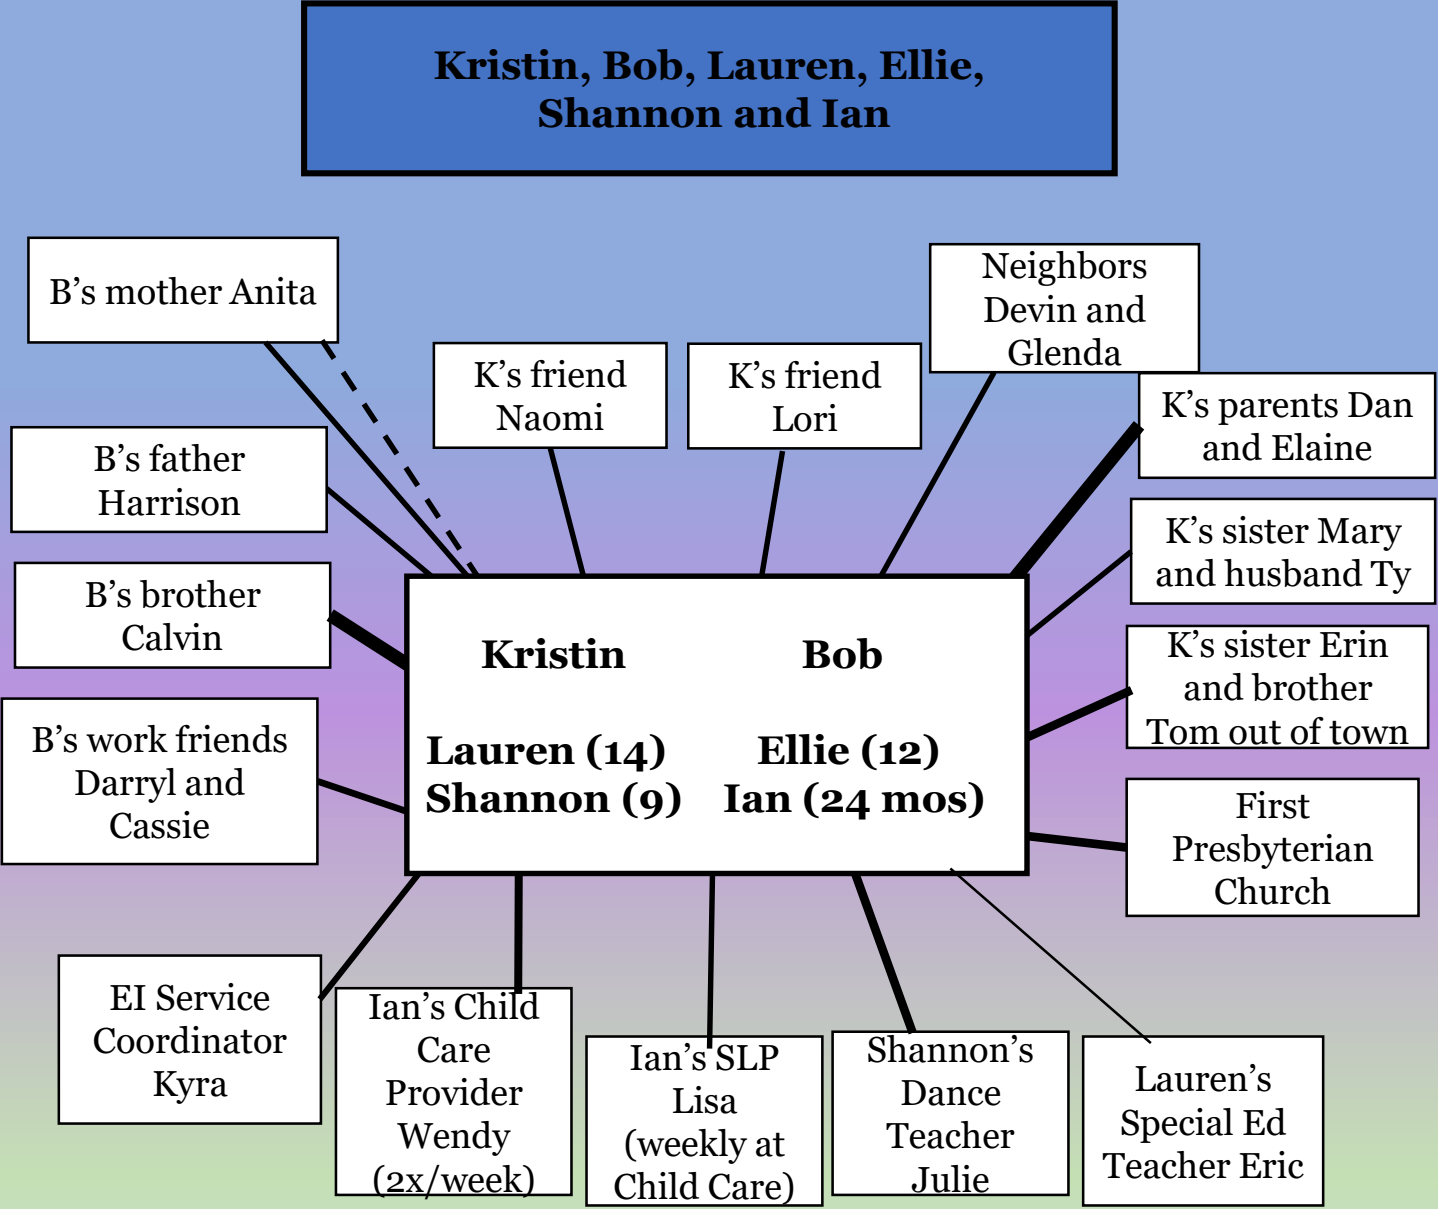 Kristin, Bob, Lauren, Ellie,
Shannon and Ian
B’s mother Anita
Neighbors
Devin and
Glenda
K’s friend
Naomi
K’s friend
Lori
K’s parents Dan
and Elaine
B’s father
Harrison
K’s sister Mary
and husband Ty
B’s brother
Calvin
K’s sister Erin
and brother
Tom out of town
Kristin Bob
Lauren (14) Ellie (12)
Shannon (9) Ian (24 mos)
B’s work friends
Darryl and
Cassie
First
Presbyterian
Church
EI Service
Coordinator
Kyra
Ian’s Child
Care
Provider
Wendy
(2x/week)
Ian’s SLP
Lisa
(weekly at
Child Care)
Shannon’s
Dance
Teacher
Julie
Lauren’s
Special Ed
Teacher Eric